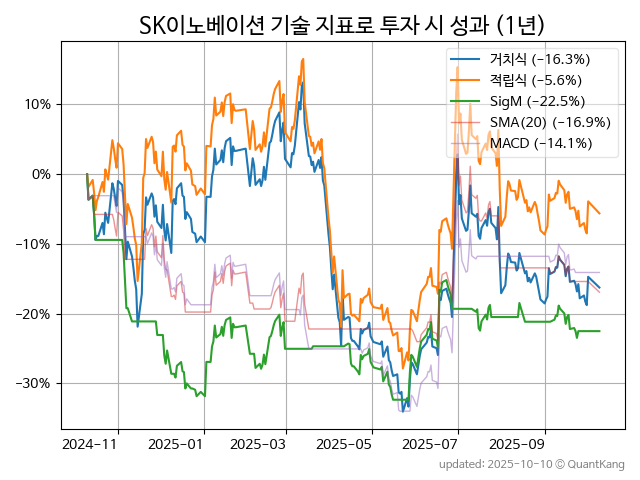 SK이노베이션 기술 지표로 투자 시 성과 (1년)
거치식 (−16.3%)
적립식 (−5.6%)
SigM (−22.5%)
SMA(20) (−16.9%)
MACD (−14.1%)
10%
0%
−10%
−20%
−30%
2024−11 2025−01 2025−03 2025−05 2025−07 2025−09
updated: 2025-10-10 © QuantKang